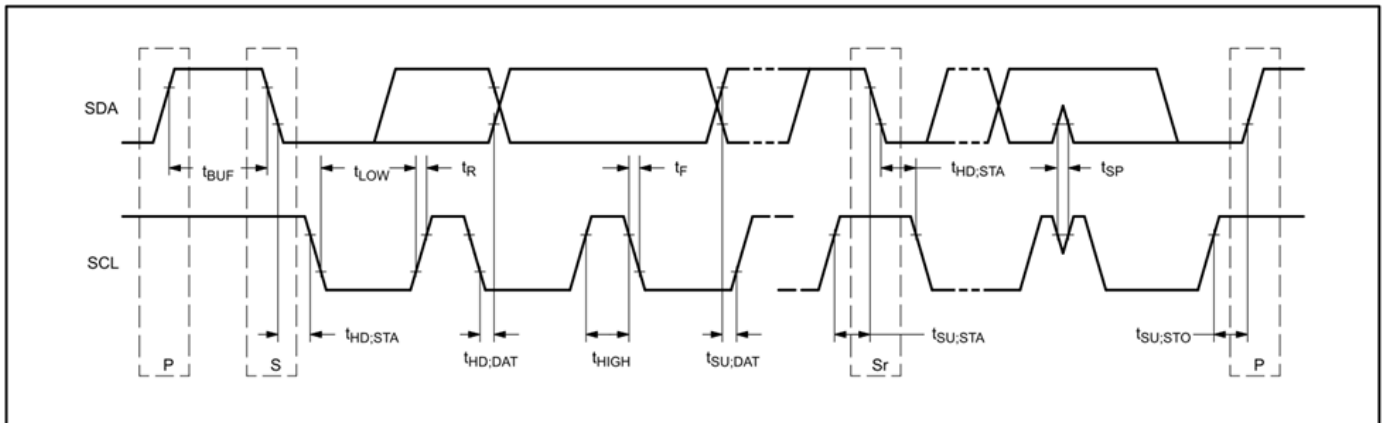 SDA
tBUF
tLOW
tR
tF
tHD;STA
tSP
SCL
tHD;STA
tHD;DAT
tHIGH
tSU;DAT
tSU;STA
tSU;STO
P
S
Sr
P